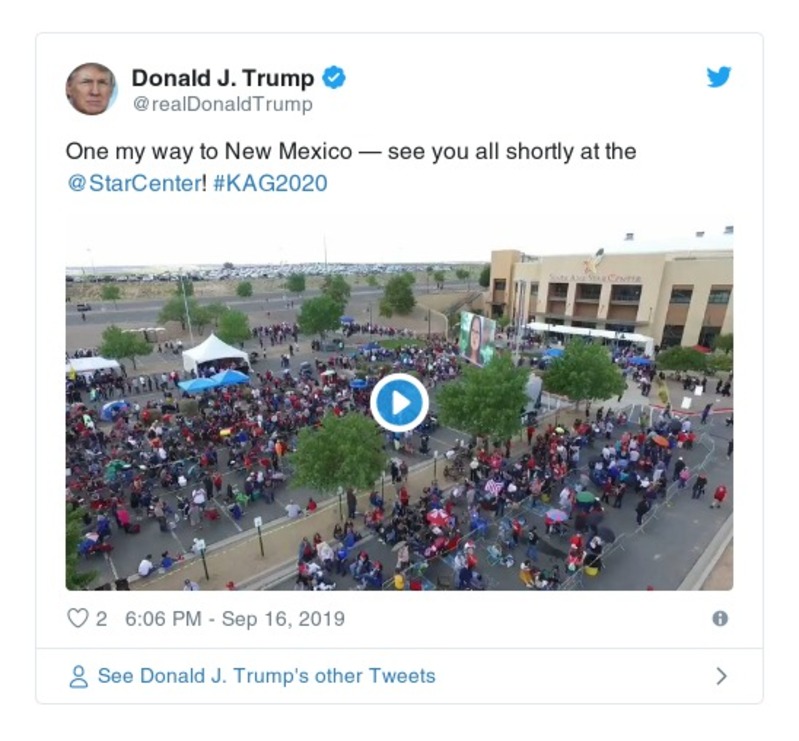 Donald J. Trump
@realDonaldTrump
One my way to New Mexico — see you all shortly at the
@StarCenter! #KAG2020
SANTA ANA STAR CENTER
2 6:06 PM - Sep 16, 2019
See Donald J. Trump's other Tweets